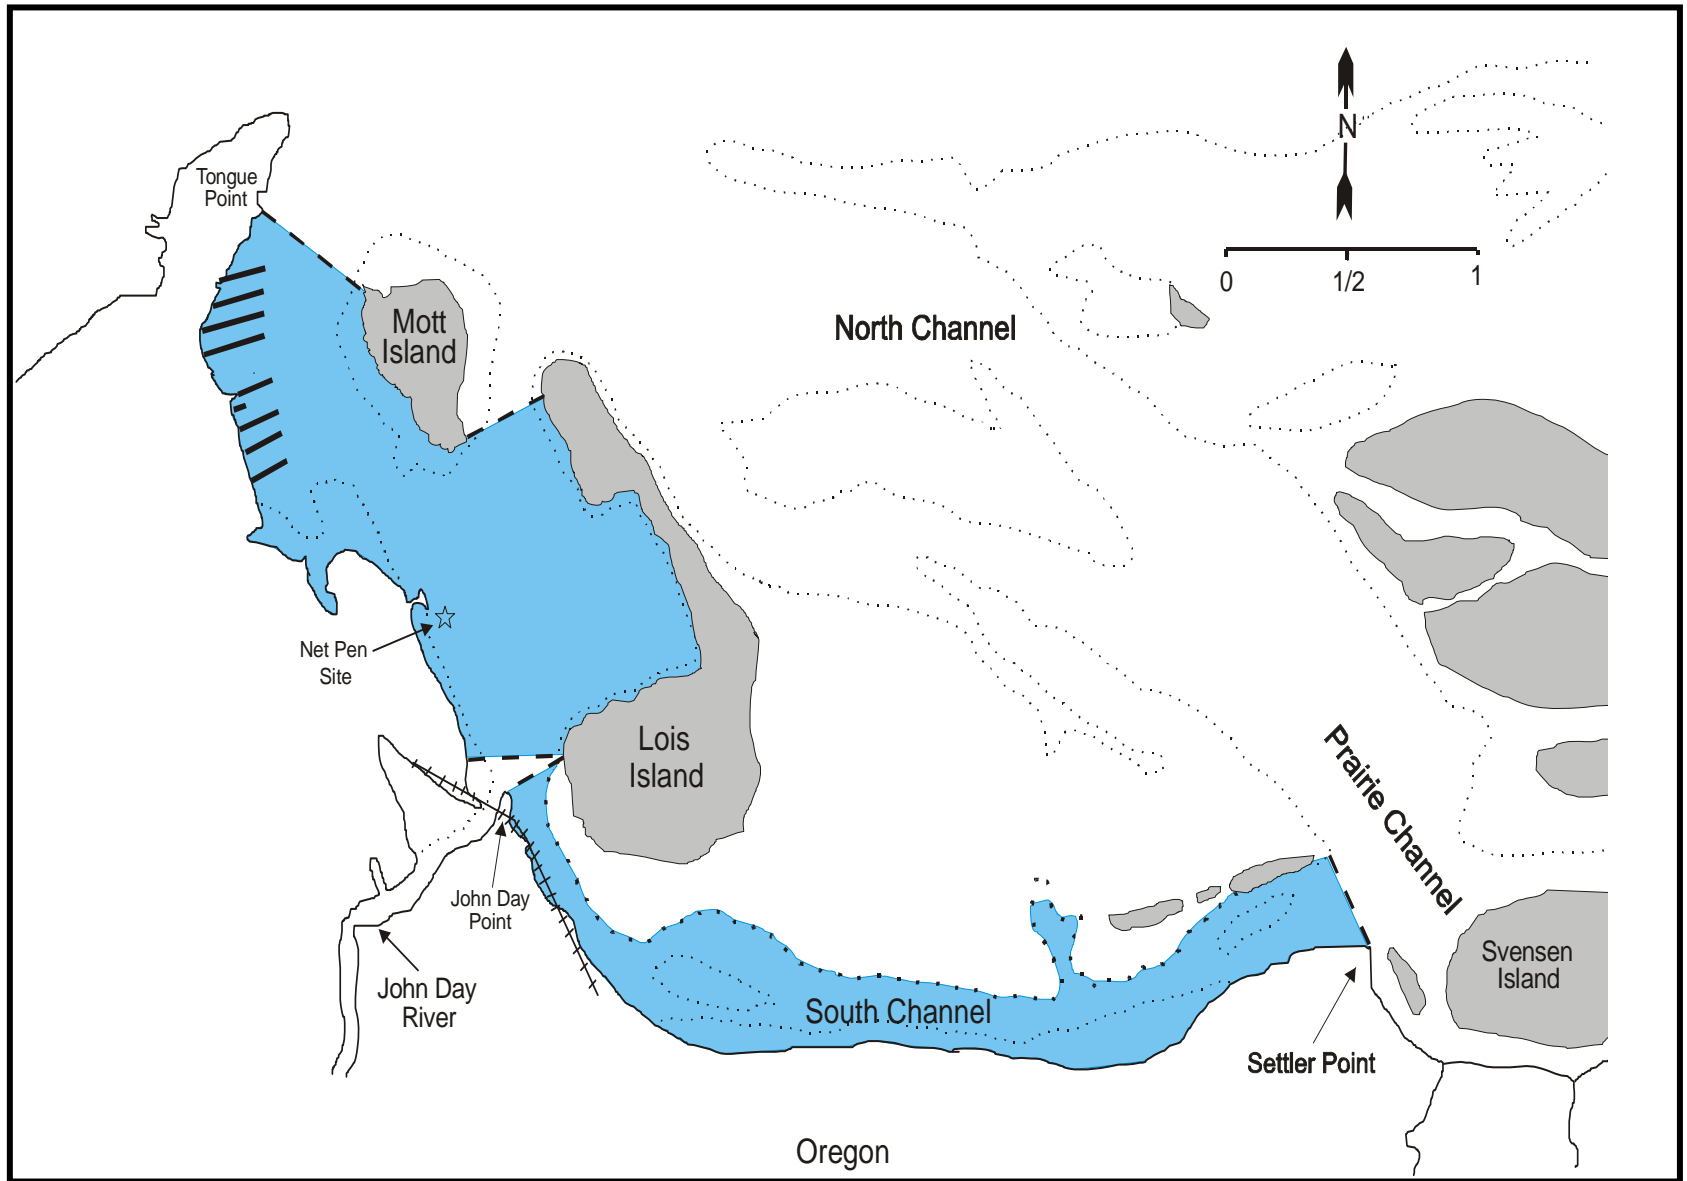 Tongue
Point
N
0
1/2
1
Mott
Island
North Channel
Net Pen
Site
Lois
Island
Prairie Channel
John Day
Point
John Day
River
South Channel
Svensen
Island
Settler Point
Oregon